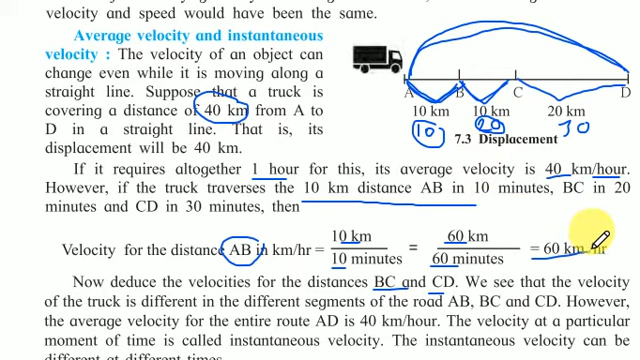 velocity and speed would have been the same.
Average velocity and instantaneous
velocity : The velocity of an object can
change even while it is moving along a
straight line. Suppose that a truck is
covering a distance of 40 km from A to
D in a straight line. That is, its
displacement will be 40 km.
A B C D
10 km 10 km 20 km
10 20 30
7.3 Displacement
If it requires altogether 1 hour for this, its average velocity is 40 km/hour.
However, if the truck traverses the 10 km distance AB in 10 minutes, BC in 20
minutes and CD in 30 minutes, then
Velocity for the distance AB in km/hr = 10 km / 10 minutes = 60 km / 60 minutes = 60 km/hr
Now deduce the velocities for the distances BC and CD. We see that the velocity
of the truck is different in the different segments of the road AB, BC and CD. However,
the average velocity for the entire route AD is 40 km/hour. The velocity at a particular
moment of time is called instantaneous velocity. The instantaneous velocity can be
different at different times.